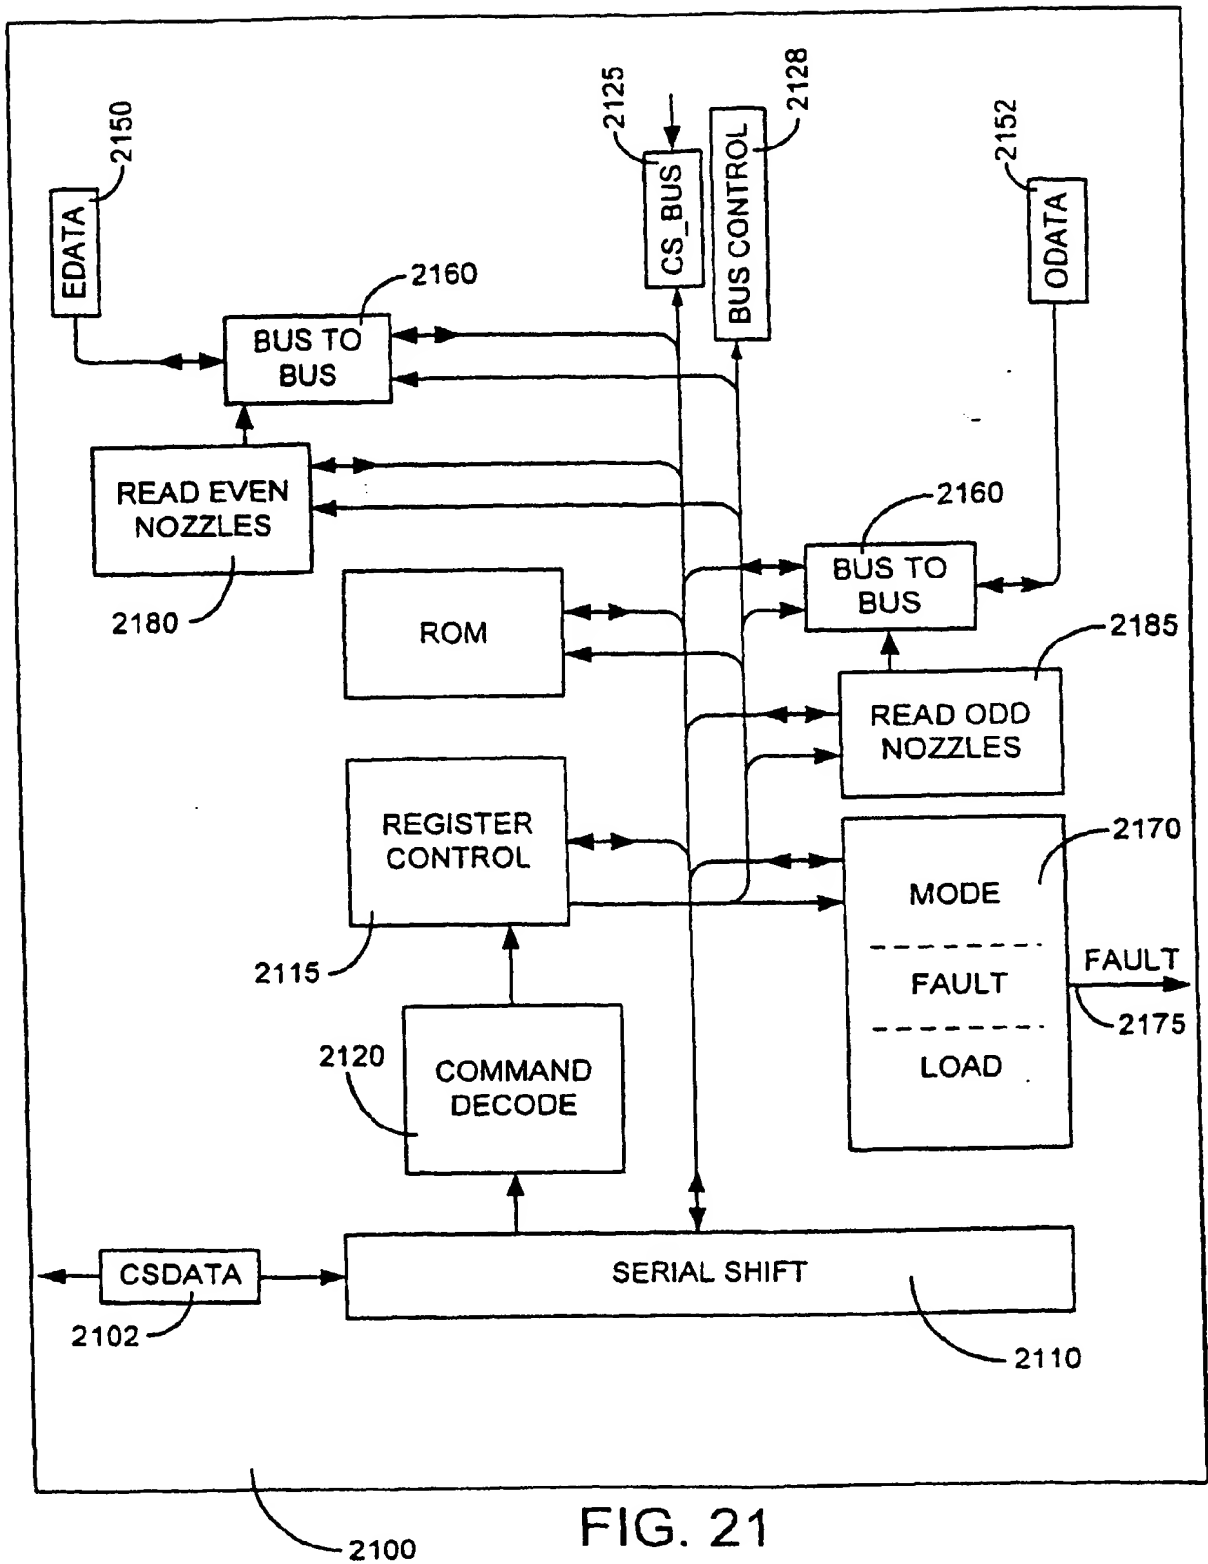 2150
2125
2128
2152
EDATA
CS_BUS
BUS CONTROL
ODATA
2160
BUS TO
BUS
READ EVEN
NOZZLES
2180
2160
BUS TO
BUS
ROM
2185
READ ODD
NOZZLES
REGISTER
CONTROL
2115
2170
MODE
FAULT
LOAD
FAULT
2175
2120
COMMAND
DECODE
CSDATA
2102
SERIAL SHIFT
2110
2100
FIG. 21